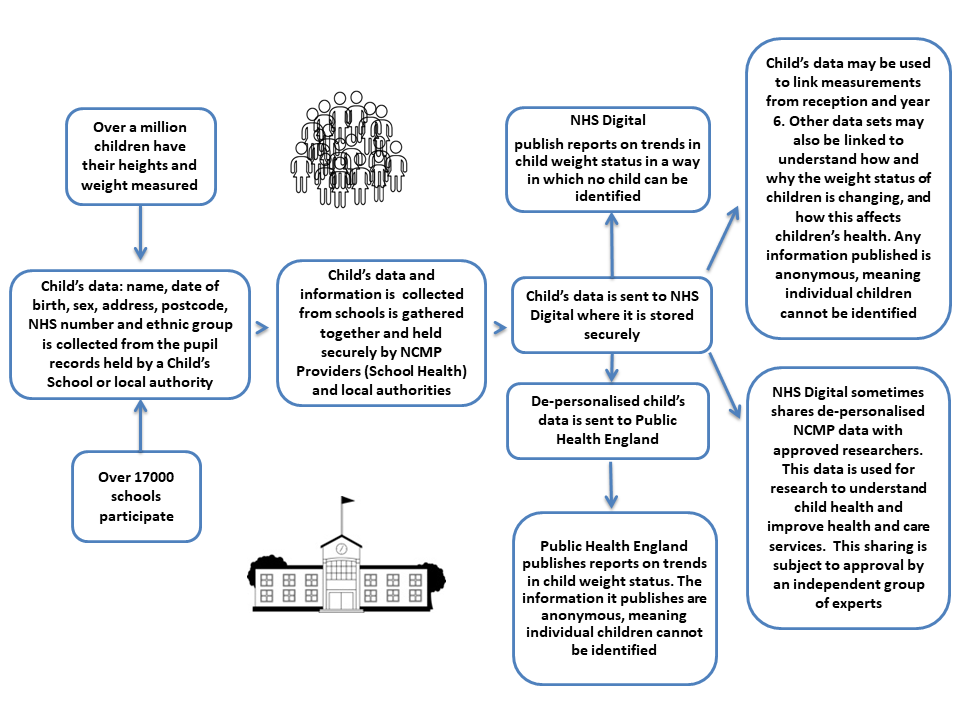 Over a million
children have
their heights and
weight measured
Child's data: name, date of
birth, sex, address, postcode,
NHS number and ethnic group
is collected from the pupil
records held by a Child's
School or local authority
Over 17000
schools
participate
Child's data and
information is collected
from schools is gathered
together and held
securely by NCMP
Providers (School Health)
and local authorities
NHS Digital
publish reports on trends in
child weight status in a way
in which no child can be
identified
Child's data is sent to NHS
Digital where it is stored
securely
De-personalised child's
data is sent to Public
Health England
Public Health England
publishes reports on trends
in child weight status. The
information it publishes are
anonymous, meaning
individual children cannot
be identified
Child's data may be used
to link measurements
from reception and year
6. Other data sets may
also be linked to
understand how and
why the weight status of
children is changing, and
how this affects
children's health. Any
information published is
anonymous, meaning
individual children
cannot be identified
NHS Digital sometimes
shares de-personalised
NCMP data with
approved researchers.
This data is used for
research to understand
child health and
improve health and care
services. This sharing is
subject to approval by
an independent group
of experts